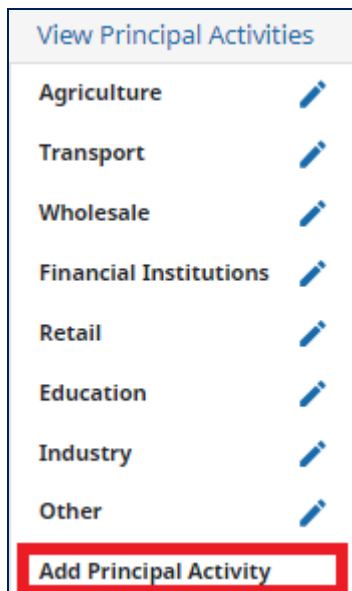 View Principal Activities
Agriculture
Transport
Wholesale
Financial Institutions
Retail
Education
Industry
Other
Add Principal Activity